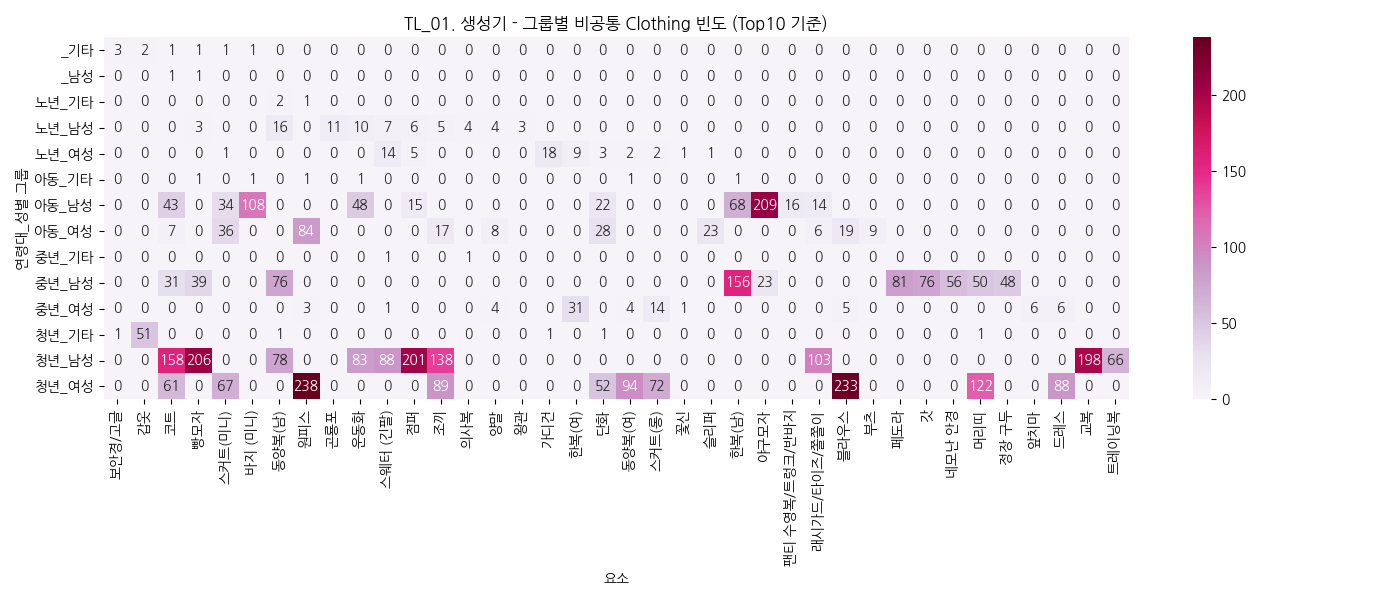 TL_01. 생성기 - 그룹별 비공통 Clothing 빈도 (Top10 기준)
연령대_성별 그룹
_기타 3 2 1 1 1 1 0 0 0 0 0 0 0 0 0 0 0 0 0 0 0 0 0 0 0 0 0 0 0 0 0 0 0 0 0 0 0 0
_남성 0 0 1 1 0 0 0 0 0 0 0 0 0 0 0 0 0 0 0 0 0 0 0 0 0 0 0 0 0 0 0 0 0 0 0 0 0 0
노년_기타 0 0 0 0 0 0 2 1 0 0 0 0 0 0 0 0 0 0 0 0 0 0 0 0 0 0 0 0 0 0 0 0 0 0 0 0 0 0
노년_남성 0 0 0 3 0 0 16 0 11 10 7 6 5 4 4 3 0 0 0 0 0 0 0 0 0 0 0 0 0 0 0 0 0 0 0 0 0 0
노년_여성 0 0 0 0 1 0 0 0 0 0 14 5 0 0 0 0 18 9 3 2 2 1 1 0 0 0 0 0 0 0 0 0 0 0 0 0 0 0
아동_기타 0 0 0 1 0 1 0 1 0 1 0 0 0 0 0 0 0 0 0 1 0 0 0 1 0 0 0 0 0 0 0 0 0 0 0 0 0 0
아동_남성 0 0 43 0 34 108 0 0 0 48 0 15 0 0 0 0 0 0 22 0 0 0 0 68 209 16 14 0 0 0 0 0 0 0 0 0 0 0
아동_여성 0 0 7 0 36 0 0 84 0 0 0 0 17 0 8 0 0 0 28 0 0 0 23 0 0 0 6 19 9 0 0 0 0 0 0 0 0 0
중년_기타 0 0 0 0 0 0 0 0 0 0 1 0 0 1 0 0 0 0 0 0 0 0 0 0 0 0 0 0 0 0 0 0 0 0 0 0 0 0
중년_남성 0 0 31 39 0 0 76 0 0 0 0 0 0 0 0 0 0 0 0 0 0 0 0 156 23 0 0 0 0 81 76 56 50 48 0 0 0 0
중년_여성 0 0 0 0 0 0 0 3 0 0 1 0 0 0 4 0 0 31 0 4 14 1 0 0 0 0 0 5 0 0 0 0 0 0 6 6 0 0
청년_기타 1 51 0 0 0 0 1 0 0 0 0 0 0 0 0 0 1 0 1 0 0 0 0 0 0 0 0 0 0 0 0 0 1 0 0 0 0 0
청년_남성 0 0 158 206 0 0 78 0 0 83 88 201 138 0 0 0 0 0 0 0 0 0 0 0 0 0 103 0 0 0 0 0 0 0 0 0 198 66
청년_여성 0 0 61 0 67 0 0 238 0 0 0 0 89 0 0 0 0 0 52 94 72 0 0 0 0 0 0 233 0 0 0 0 122 0 0 88 0 0
보안경/고글
갑옷
코트
빵모자
스커트(미니)
바지 (미니)
동양복(남)
원피스
곤룡포
운동화
스웨터 (긴팔)
점퍼
조끼
의사복
양말
왕관
가디건
한복(여)
단화
동양복(여)
스커트(롱)
꽃신
슬리퍼
한복(남)
야구모자
팬티 수영복/트렁크/반바지
래시가드/타이즈/쫄쫄이
블라우스
부츠
페도라
갓
네모난 안경
머리띠
정장 구두
앞치마
드레스
교복
트레이닝복
요소
200
150
100
50
0